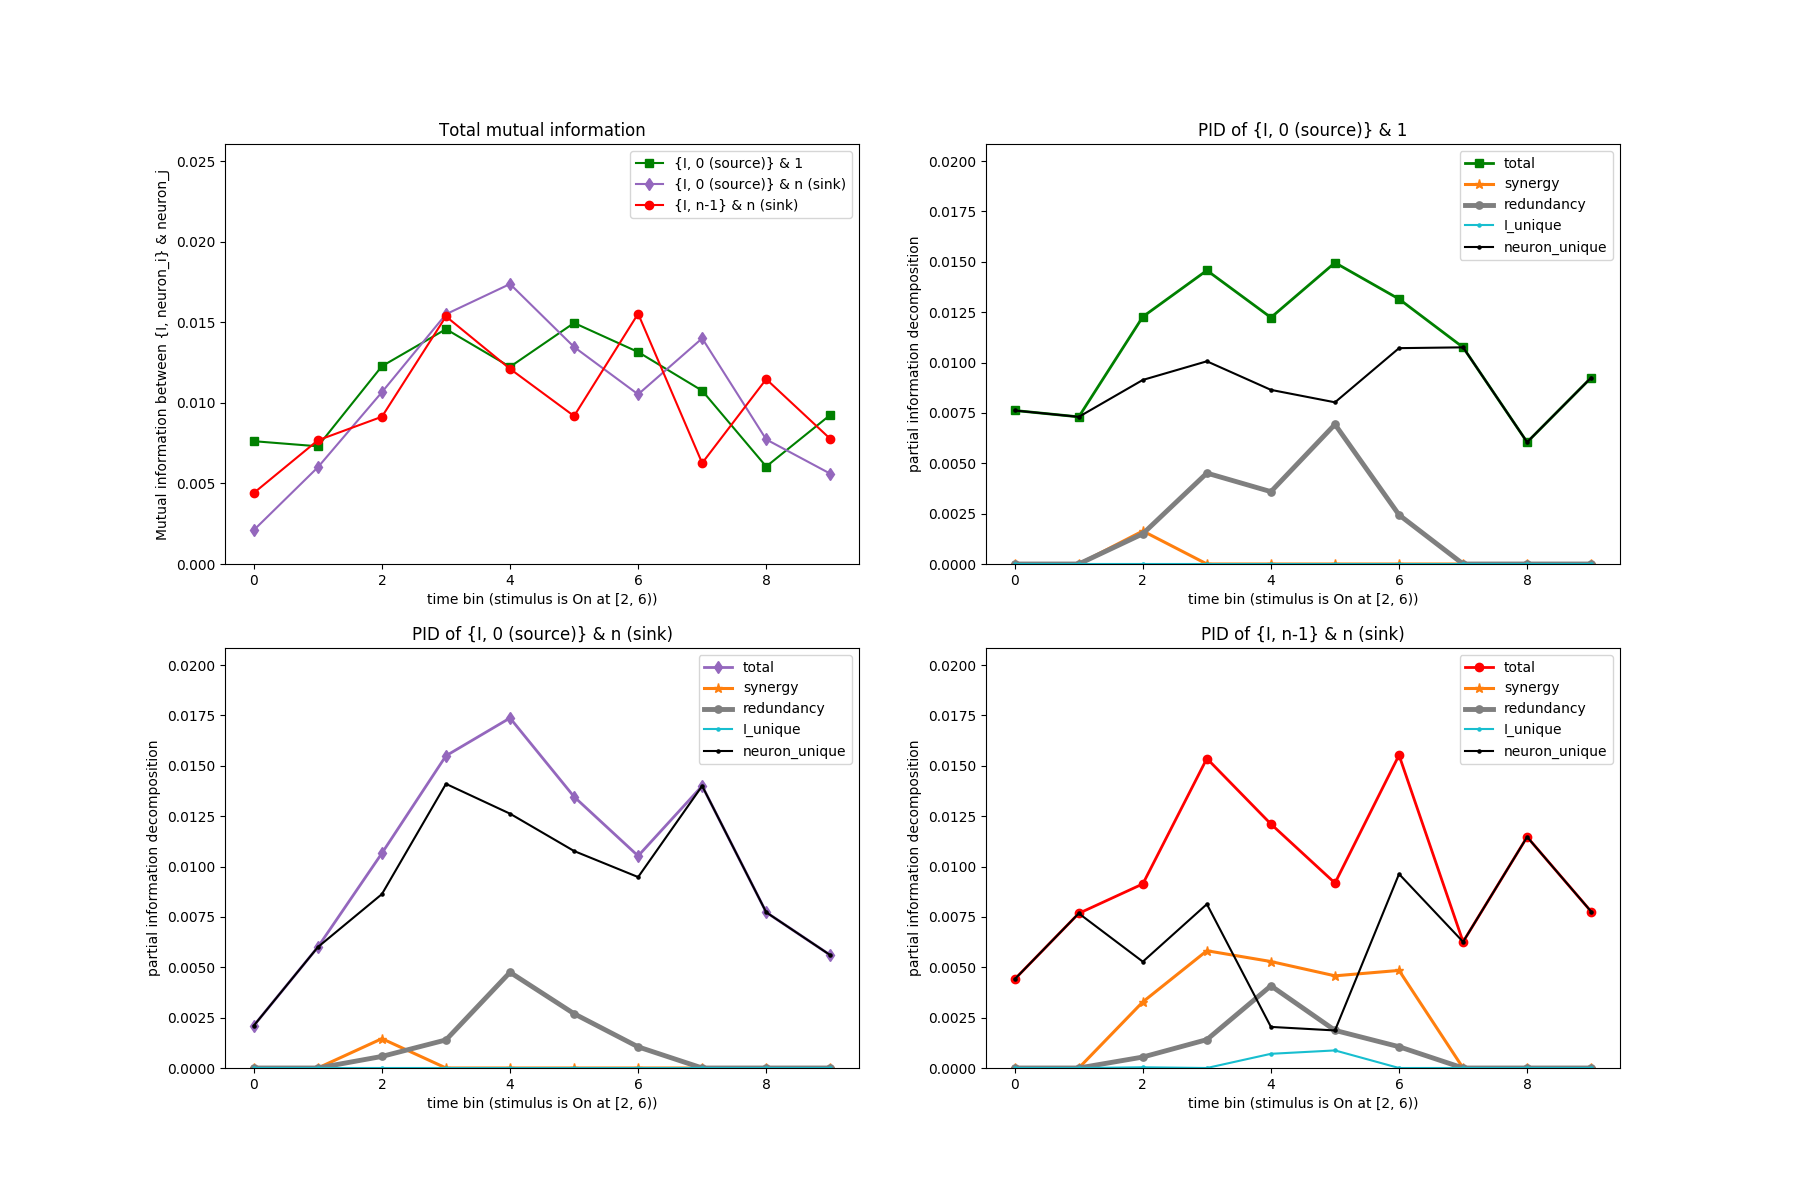 Total mutual information
Mutual information between {I, neuron_i} & neuron_j
0.025
0.020
0.015
0.010
0.005
0.000
{I, 0 (source)} & 1
{I, 0 (source)} & n (sink)
{I, n-1} & n (sink)
0 2 4 6 8
time bin (stimulus is On at [2, 6))
PID of {I, 0 (source)} & 1
partial information decomposition
0.0200
0.0175
0.0150
0.0125
0.0100
0.0075
0.0050
0.0025
0.0000
total
synergy
redundancy
I_unique
neuron_unique
0 2 4 6 8
time bin (stimulus is On at [2, 6))
PID of {I, 0 (source)} & n (sink)
partial information decomposition
0.0200
0.0175
0.0150
0.0125
0.0100
0.0075
0.0050
0.0025
0.0000
total
synergy
redundancy
I_unique
neuron_unique
0 2 4 6 8
time bin (stimulus is On at [2, 6))
PID of {I, n-1} & n (sink)
partial information decomposition
0.0200
0.0175
0.0150
0.0125
0.0100
0.0075
0.0050
0.0025
0.0000
total
synergy
redundancy
I_unique
neuron_unique
0 2 4 6 8
time bin (stimulus is On at [2, 6))